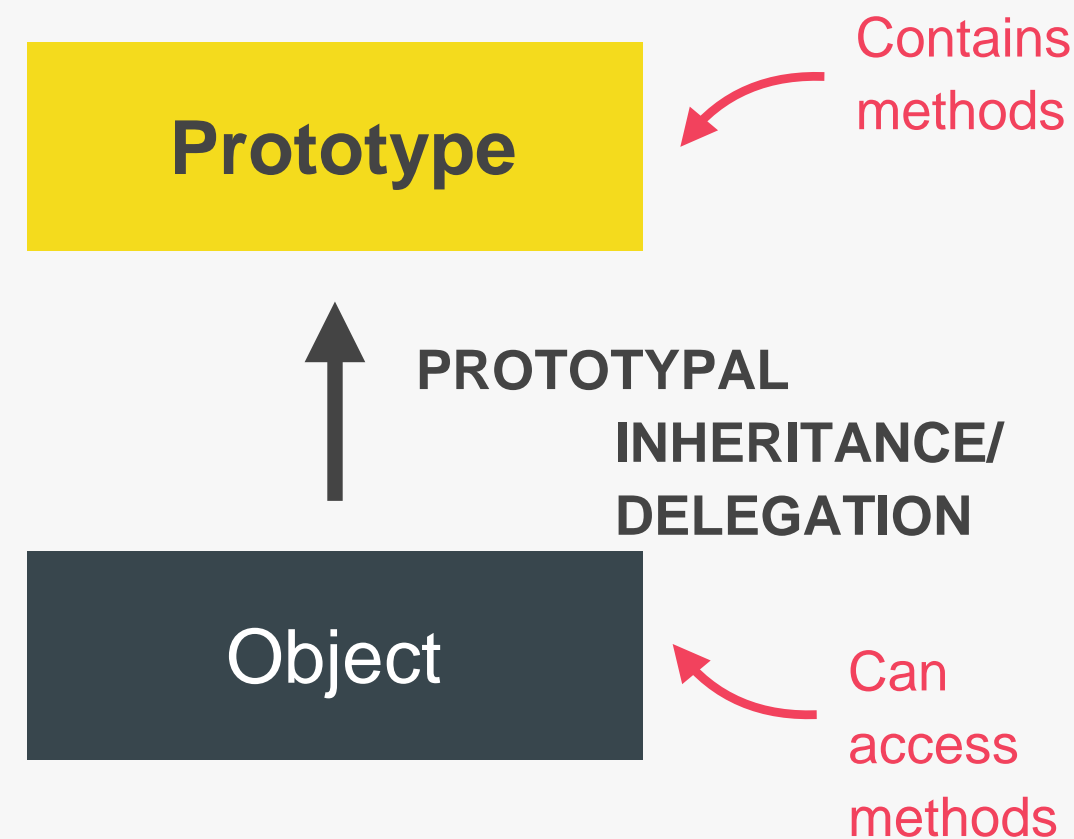 Contains
methods
Prototype
PROTOTYPAL
INHERITANCE/
DELEGATION
Object
Can
access
methods